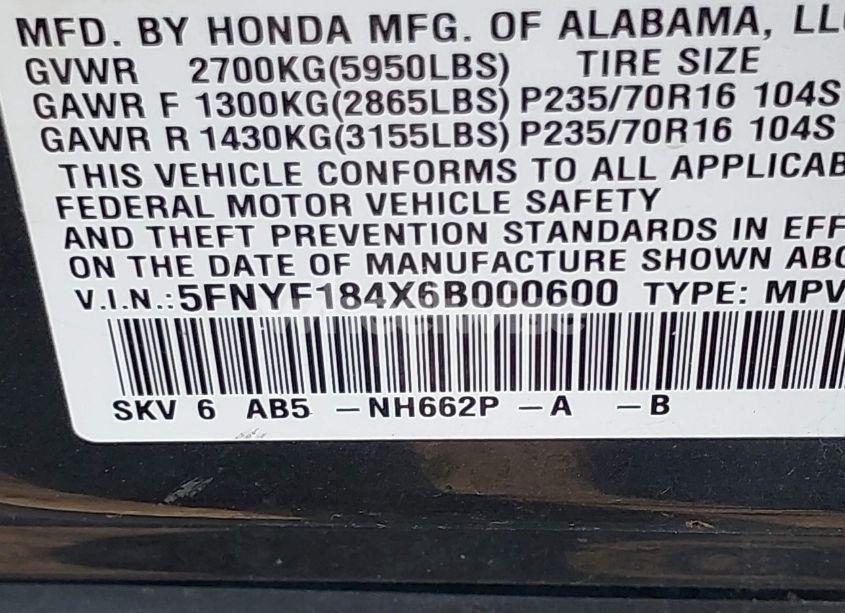 MFD. BY HONDA MFG. OF ALABAMA, LLC
GVWR 2700KG(5950LBS) TIRE SIZE
GAWR F 1300KG(2865LBS) P235/70R16 104S
GAWR R 1430KG(3155LBS) P235/70R16 104S
THIS VEHICLE CONFORMS TO ALL APPLICAB
FEDERAL MOTOR VEHICLE SAFETY
AND THEFT PREVENTION STANDARDS IN EFF
ON THE DATE OF MANUFACTURE SHOWN ABO
V.I.N.: 5FNYF184X6B000600 TYPE: MPV
SKV 6 AB5 -NH662P -A -B